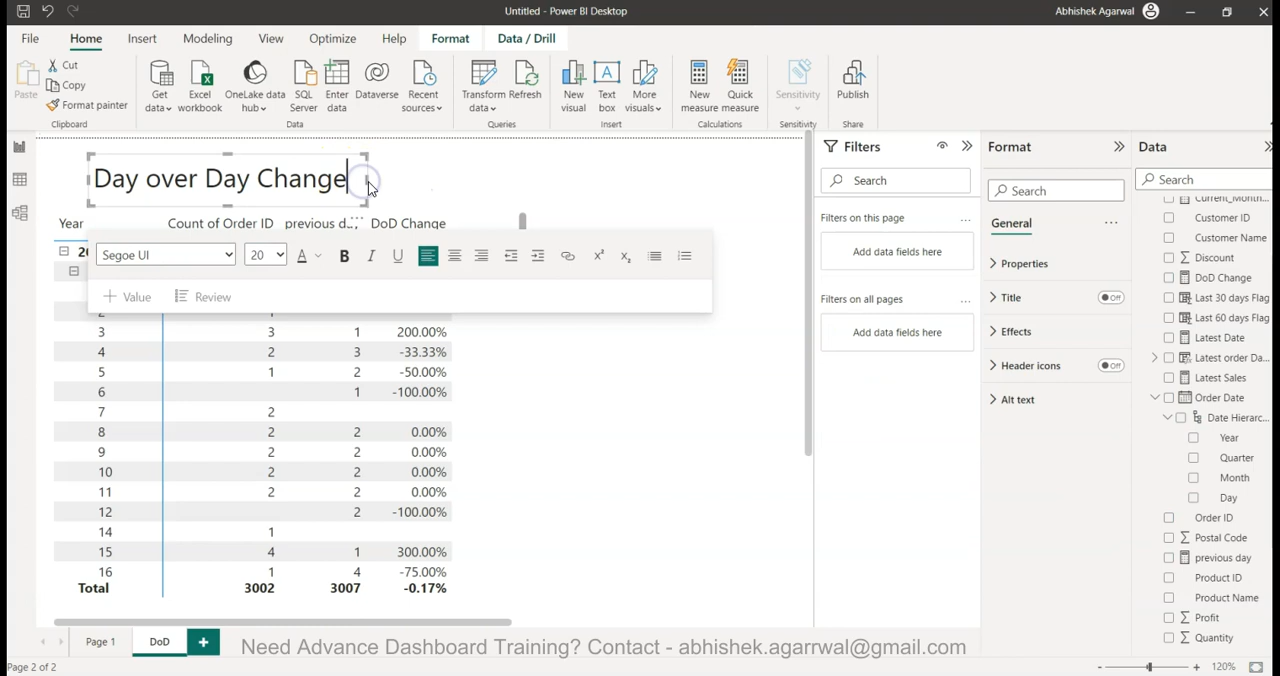 Untitled - Power BI Desktop
Abhishek Agarwal
File Home Insert Modeling View Optimize Help Format Data / Drill
Paste
Cut
Copy
Format painter
Get data
Excel workbook
OneLake data hub
SQL Server
Enter data
Dataverse
Recent sources
Transform data
Refresh
New visual
Text box
More visuals
New measure
Quick measure
Sensitivity
Publish
Clipboard Data Queries Insert Calculations Sensitivity Share
Day over Day Change
Year Count of Order ID previous d... DoD Change
Segoe UI 20 A B I U
Value Review
3 3 1 200.00%
4 2 3 -33.33%
5 1 2 -50.00%
6 1 -100.00%
7 2
8 2 2 0.00%
9 2 2 0.00%
10 2 2 0.00%
11 2 2 0.00%
12 2 -100.00%
14 1
15 4 1 300.00%
16 1 4 -75.00%
Total 3002 3007 -0.17%
Filters
Search
Filters on this page
Add data fields here
Filters on all pages
Add data fields here
Format
Search
General
Properties
Title Off
Effects
Header icons Off
Alt text
Data
Search
Current_Month...
Customer ID
Customer Name
Discount
DoD Change
Last 30 days Flag
Last 60 days Flag
Latest Date
Latest order Da...
Latest Sales
Order Date
Date Hierarc...
Year
Quarter
Month
Day
Order ID
Postal Code
previous day
Product ID
Product Name
Profit
Quantity
Page 1 DoD +
Need Advance Dashboard Training? Contact - abhishek.agarrwal@gmail.com
Page 2 of 2
- + 120%